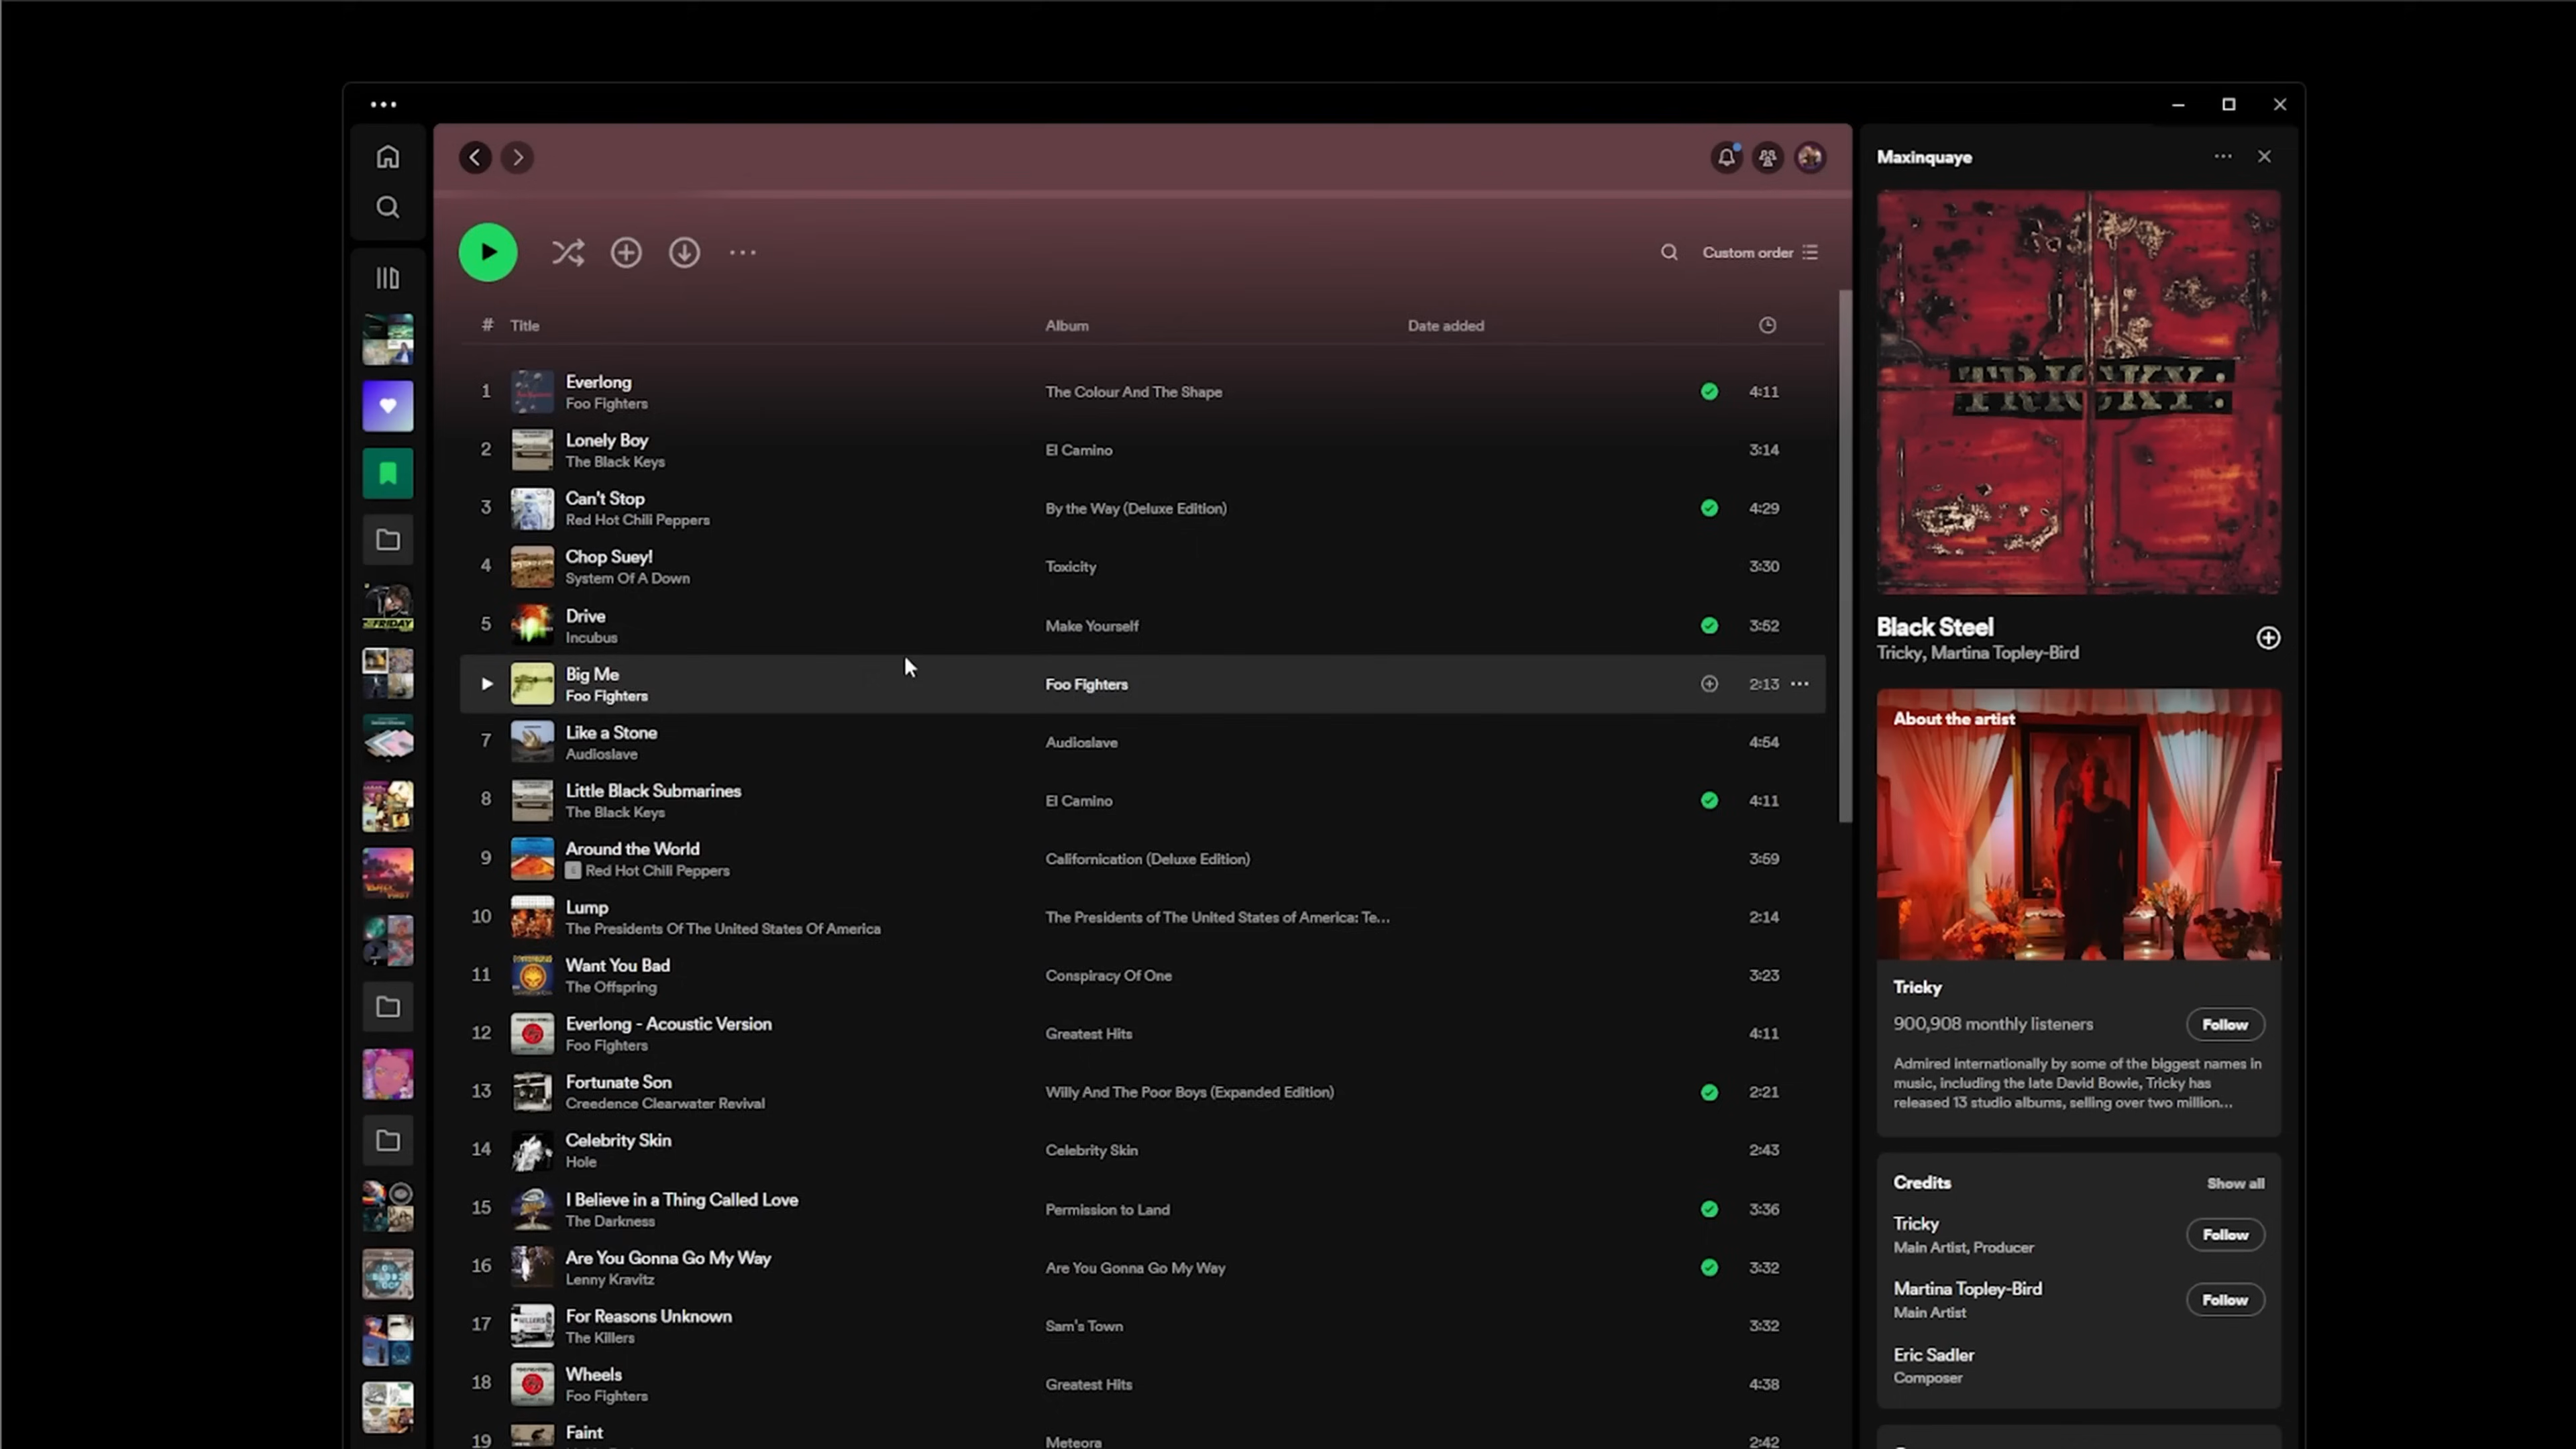 Maxinquaye
Custom order
# Title Album Date added
1 Everlong The Colour And The Shape 4:11
Foo Fighters
2 Lonely Boy El Camino 3:14
The Black Keys
3 Can't Stop By the Way (Deluxe Edition) 4:29
Red Hot Chili Peppers
4 Chop Suey! Toxicity 3:30
System Of A Down
5 Drive Make Yourself 3:52
Incubus
Big Me Foo Fighters 2:13
Foo Fighters
7 Like a Stone Audioslave 4:54
Audioslave
8 Little Black Submarines El Camino 4:11
The Black Keys
9 Around the World Californication (Deluxe Edition) 3:59
E Red Hot Chili Peppers
10 Lump The Presidents of The United States of America: Te... 2:14
The Presidents Of The United States Of America
11 Want You Bad Conspiracy Of One 3:23
The Offspring
12 Everlong - Acoustic Version Greatest Hits 4:11
Foo Fighters
13 Fortunate Son Willy And The Poor Boys (Expanded Edition) 2:21
Creedence Clearwater Revival
14 Celebrity Skin Celebrity Skin 2:43
Hole
15 I Believe in a Thing Called Love Permission to Land 3:36
The Darkness
16 Are You Gonna Go My Way Are You Gonna Go My Way 3:32
Lenny Kravitz
17 For Reasons Unknown Sam's Town 3:32
The Killers
18 Wheels Greatest Hits 4:38
Foo Fighters
19 Faint Meteora 2:42
TRICKY:
Black Steel
Tricky, Martina Topley-Bird
About the artist
Tricky
900,908 monthly listeners Follow
Admired internationally by some of the biggest names in
music, including the late David Bowie, Tricky has
released 13 studio albums, selling over two million...
Credits Show all
Tricky Follow
Main Artist, Producer
Martina Topley-Bird Follow
Main Artist
Eric Sadler
Composer
FRIDAY